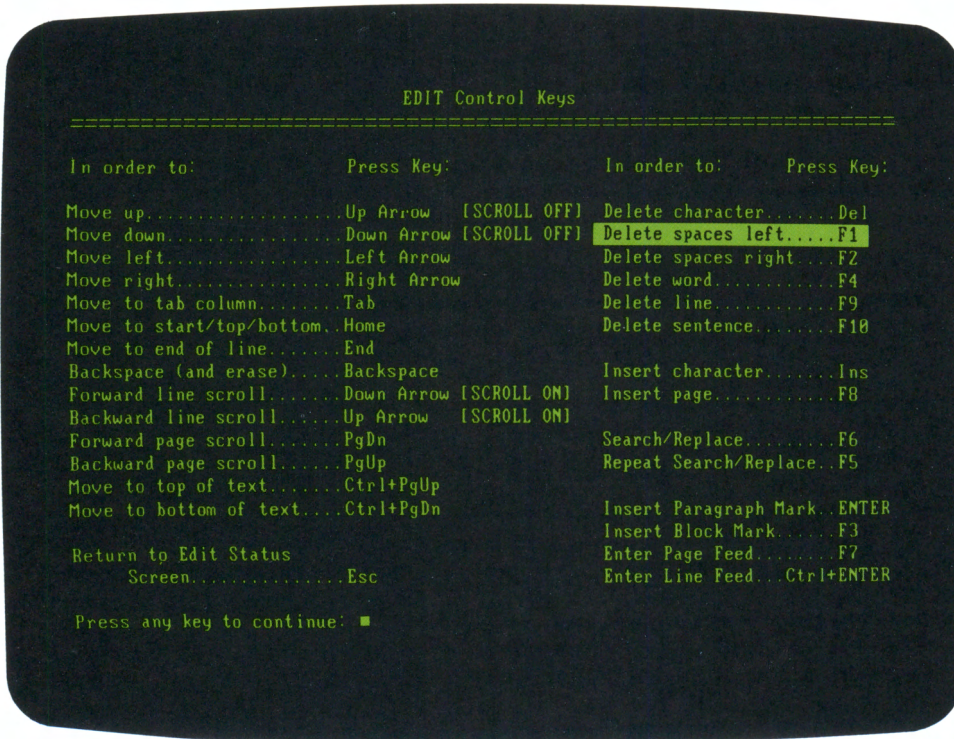 EDIT Control Keys
=======================================================================
In order to: Press Key: In order to: Press Key:
Move up.................Up Arrow [SCROLL OFF] Delete character.......Del
Move down...............Down Arrow [SCROLL OFF] Delete spaces left.....F1
Move left...............Left Arrow Delete spaces right....F2
Move right..............Right Arrow Delete word............F4
Move to tab column.......Tab Delete line............F9
Move to start/top/bottom..Home Delete sentence........F10
Move to end of line.......End
Backspace (and erase).....Backspace Insert character.......Ins
Forward line scroll.......Down Arrow [SCROLL ON] Insert page............F8
Backward line scroll......Up Arrow [SCROLL ON]
Forward page scroll.......PgDn Search/Replace.........F6
Backward page scroll......PgUp Repeat Search/Replace..F5
Move to top of text.......Ctrl+PgUp
Move to bottom of text....Ctrl+PgDn Insert Paragraph Mark..ENTER
Insert Block Mark......F3
Return to Edit Status Enter Page Feed........F7
Screen...............Esc Enter Line Feed...Ctrl+ENTER
Press any key to continue: